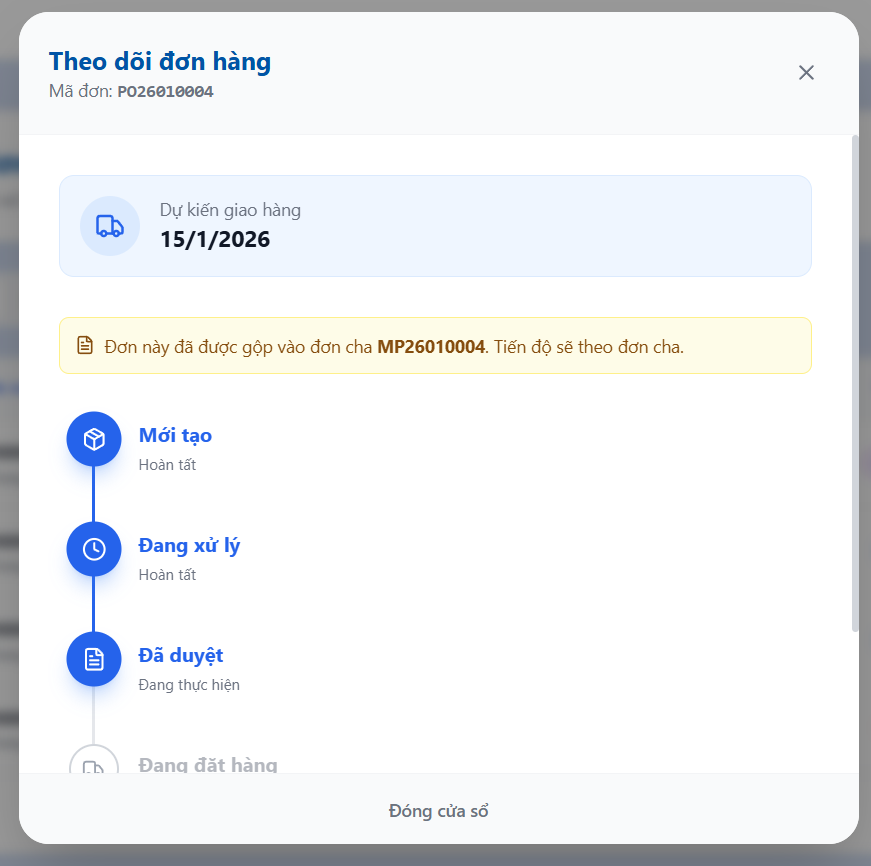 Theo dõi đơn hàng
Mã đơn: PO26010004
Dự kiến giao hàng
15/1/2026
Đơn này đã được gộp vào đơn cha MP26010004. Tiến độ sẽ theo đơn cha.
Mới tạo
Hoàn tất
Đang xử lý
Hoàn tất
Đã duyệt
Đang thực hiện
Đang đặt hàng
Đóng cửa sổ